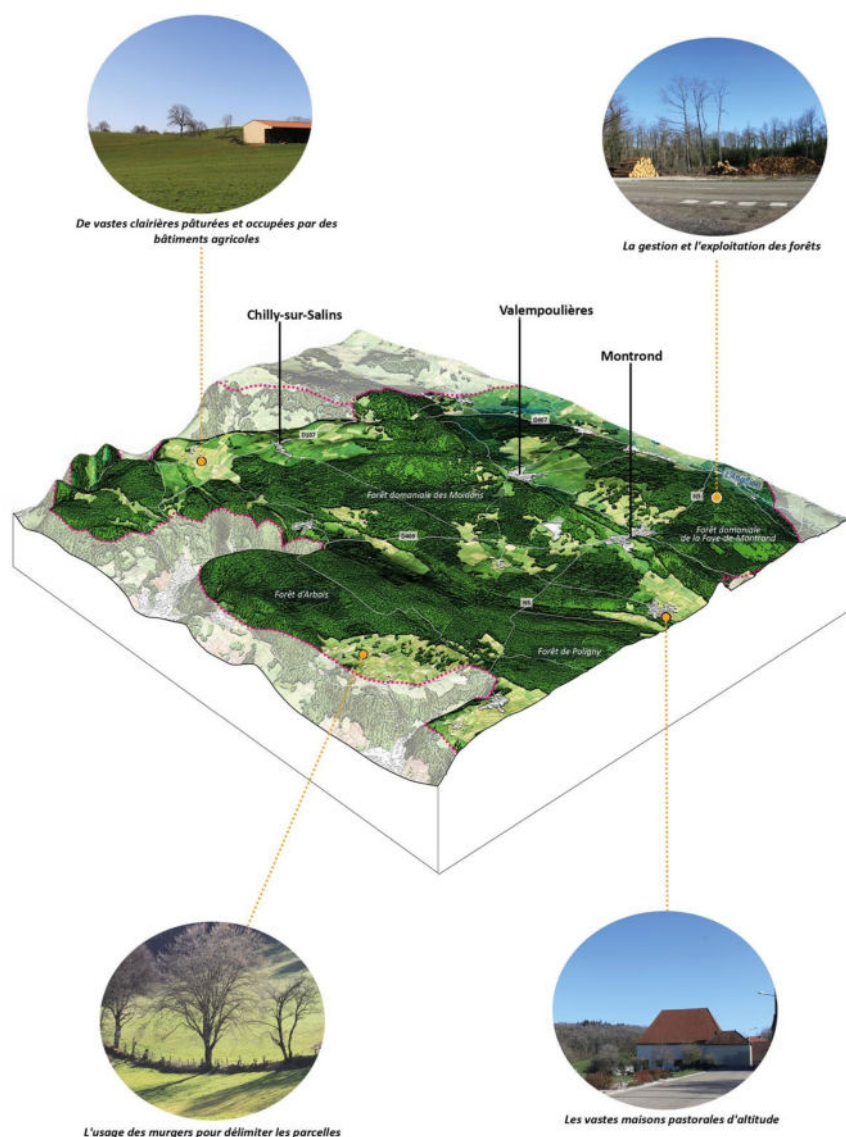 De vastes clairières pâturées et occupées par des
bâtiments agricoles
La gestion et l'exploitation des forêts
Chilly-sur-Salins
Valempoulières
Montrond
D467
Forêt domaniale des Moidons
N5
Forêt domaniale
de la Faye-de-Montrond
D469
Forêt d'Arbois
N5
Forêt de Poligny
L'usage des murgers pour délimiter les parcelles
Les vastes maisons pastorales d'altitude